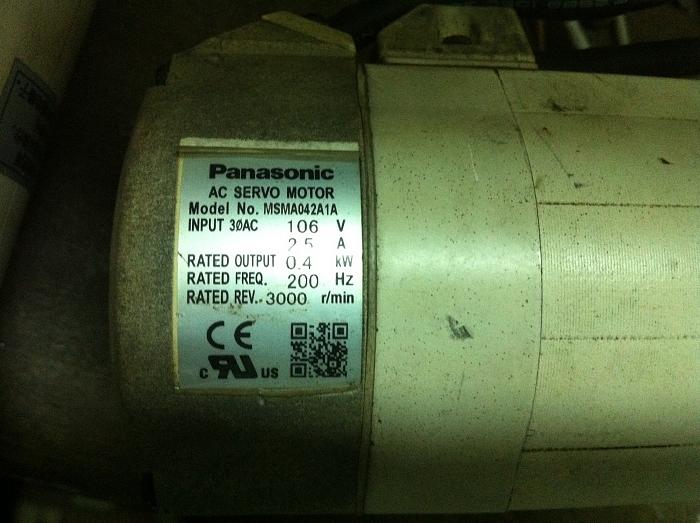 Panasonic
AC SERVO MOTOR
Model No. MSMA042A1A
INPUT 3ØAC 106 V
2.5 A
RATED OUTPUT 0.4 kW
RATED FREQ. 200 Hz
RATED REV. 3000 r/min
CE
c RU US